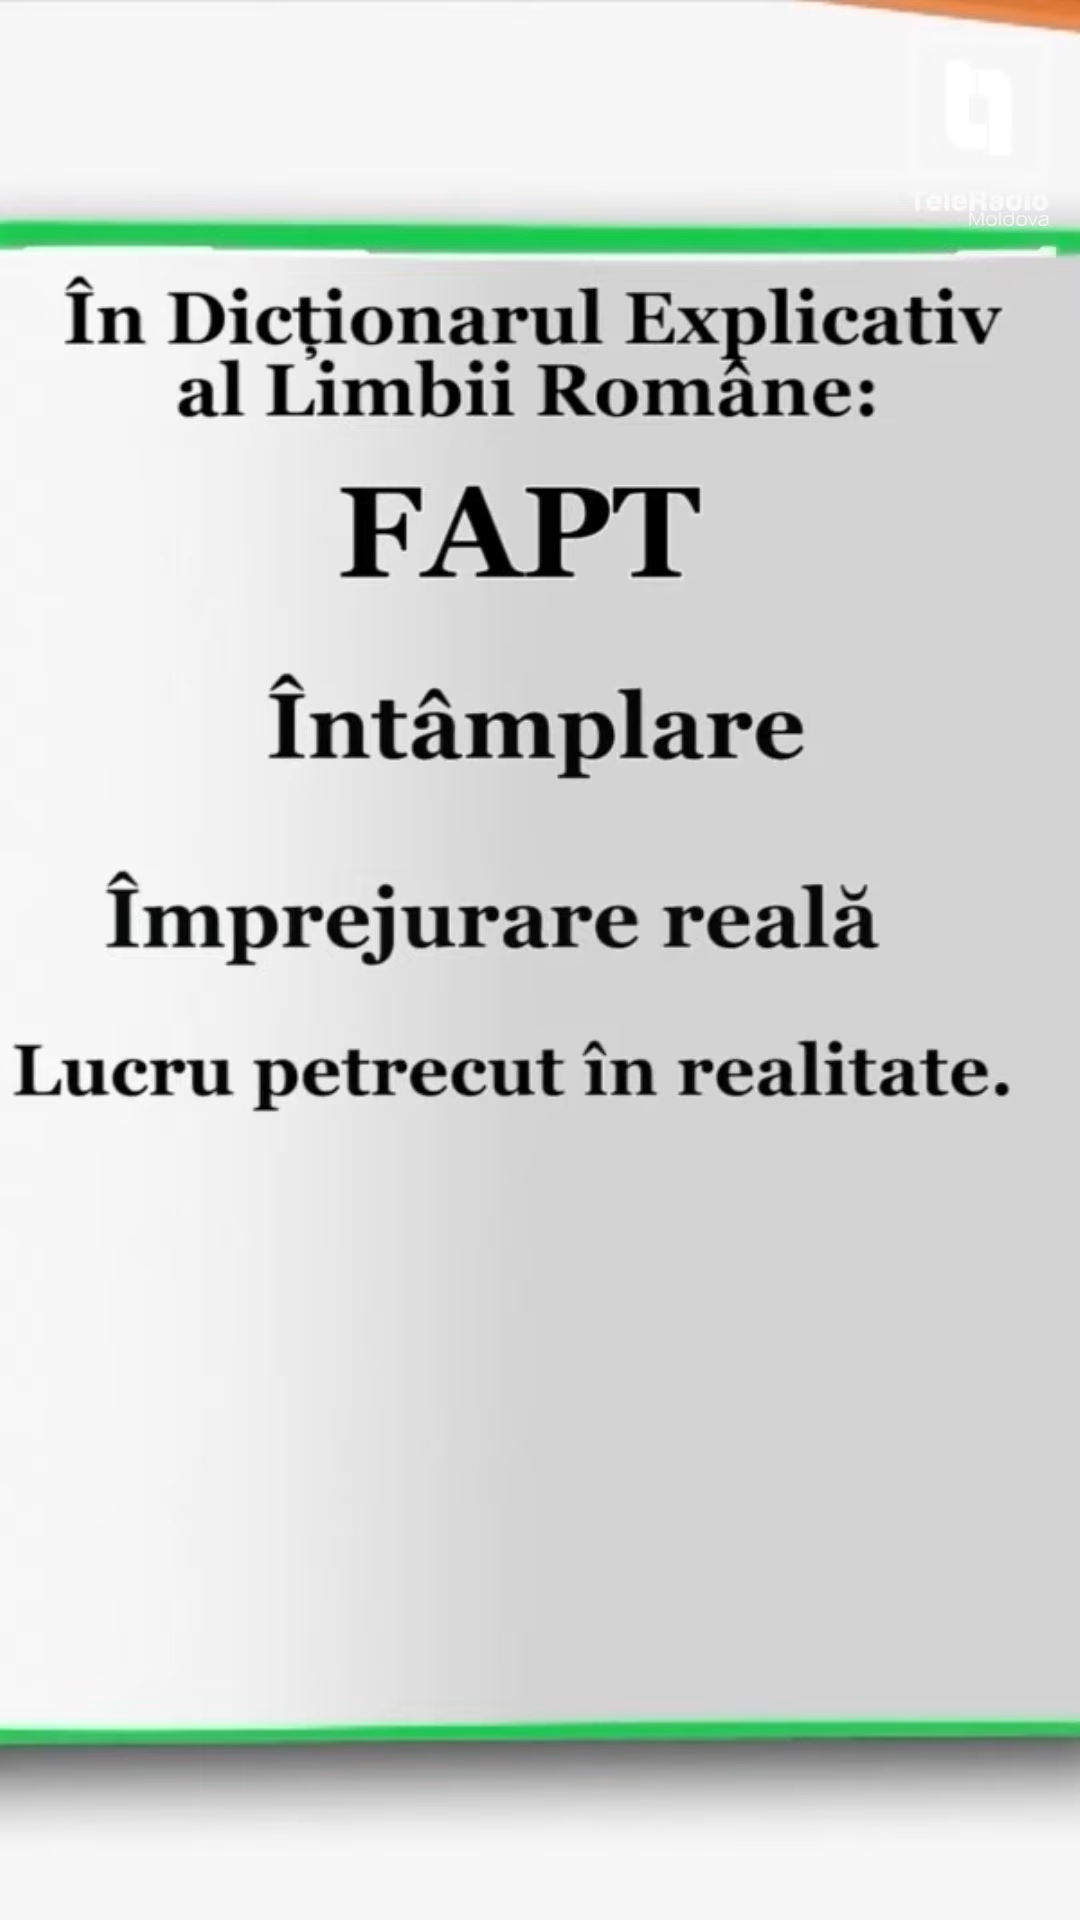 TeleRadio
Moldova
În Dicționarul Explicativ
al Limbii Române:
FAPT
Întâmplare
Împrejurare reală
Lucru petrecut în realitate.